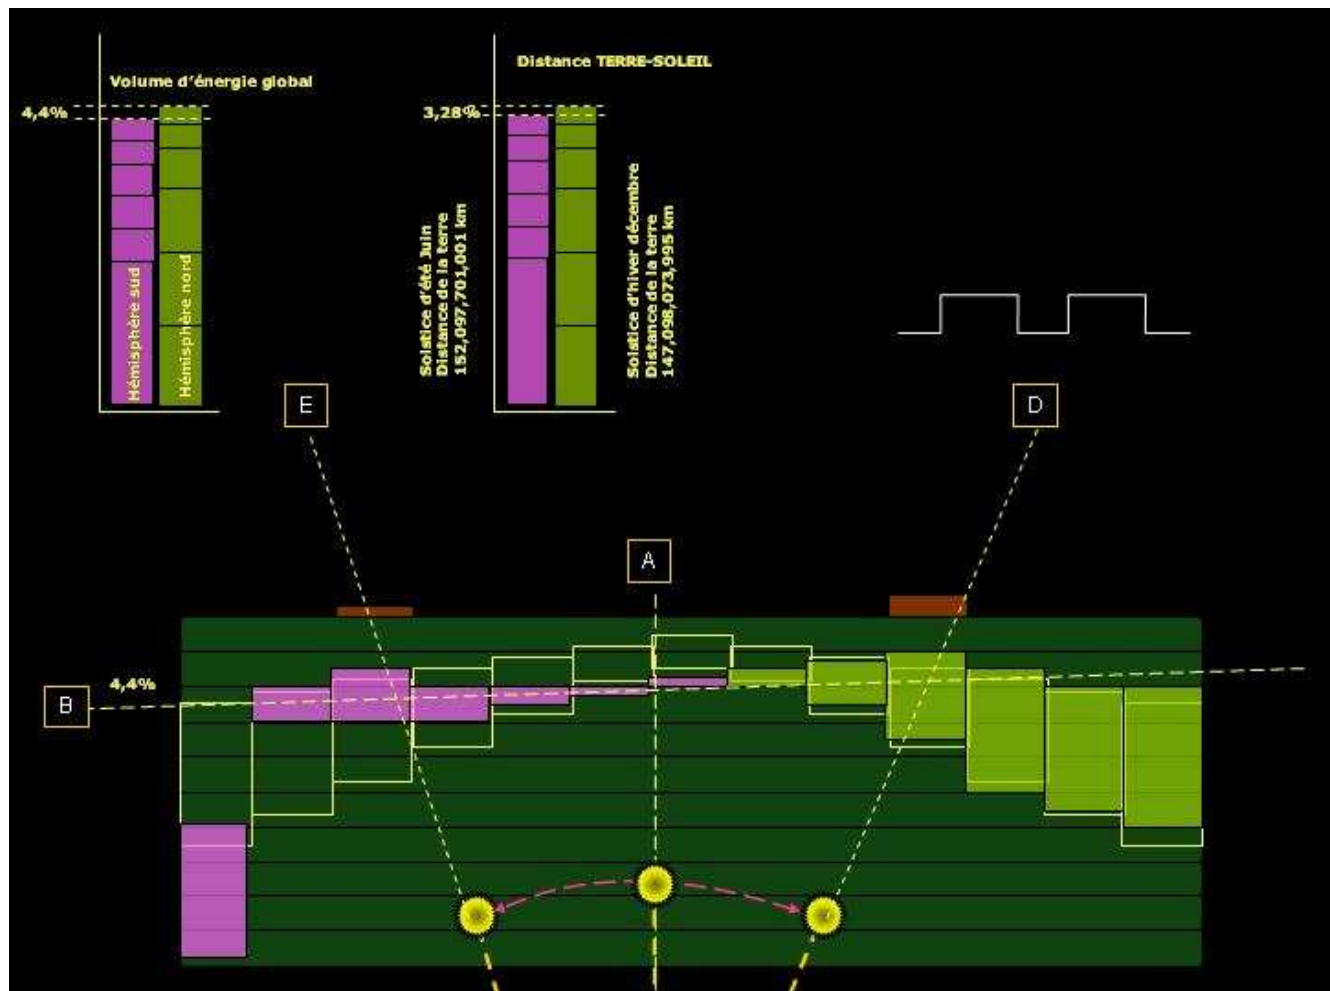 Volume d'énergie global
4,4%
Hémisphère sud
Hémisphère nord
Distance TERRE-SOLEIL
3,28%
Solstice d'été Juin
Distance de la terre
152,097,701,001 km
Solstice d'hiver décembre
Distance de la terre
147,098,073,995 km
E
D
A
4,4%
B